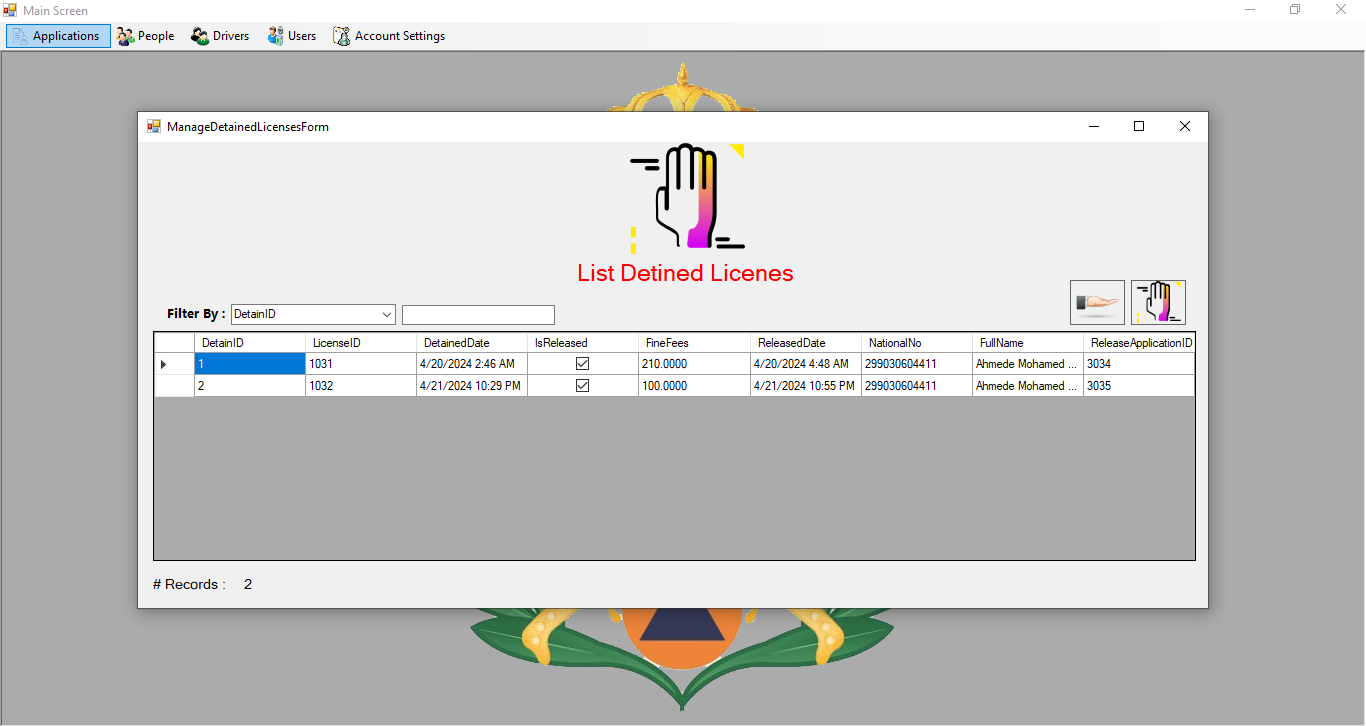 Main Screen
Applications People Drivers Users Account Settings
ManageDetainedLicensesForm
List Detined Licenes
Filter By : DetainID
DetainID LicenseID DetainedDate IsReleased FineFees ReleasedDate NationalNo FullName ReleaseApplicationID
1 1031 4/20/2024 2:46 AM 210.0000 4/20/2024 4:48 AM 299030604411 Ahmede Mohamed ... 3034
2 1032 4/21/2024 10:29 PM 100.0000 4/21/2024 10:55 PM 299030604411 Ahmede Mohamed ... 3035
# Records : 2